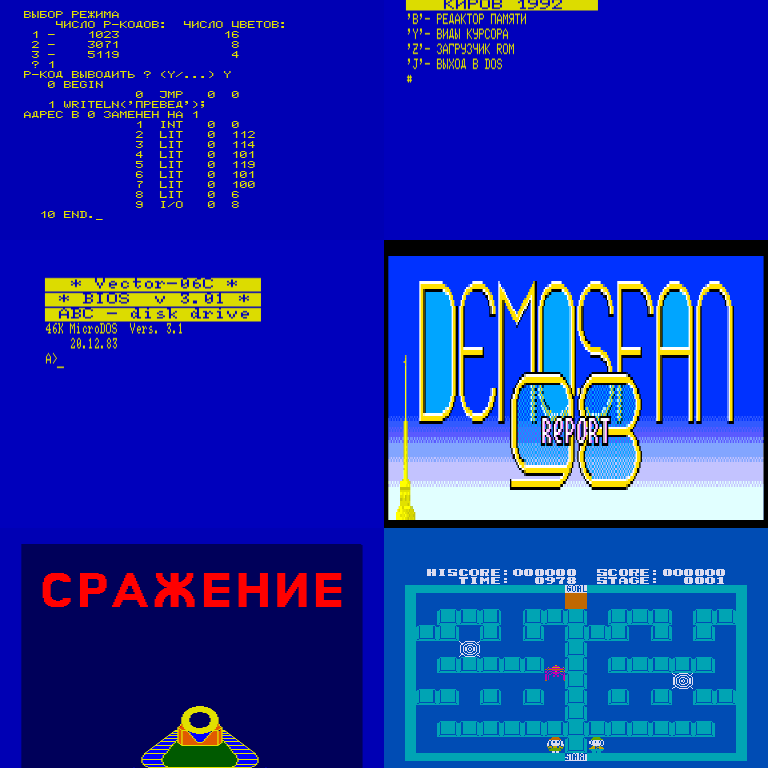 ВЫБОР РЕЖИМА
ЧИСЛО P-КОДОВ: ЧИСЛО ЦВЕТОВ:
1 - 1023 16
2 - 3071 8
3 - 5119 4
? 1
P-КОД ВЫВОДИТЬ ? (Y/...) Y
0 BEGIN
0 JMP 0 0
1 WRITELN('ПРЕВЕД');
АДРЕС В 0 ЗАМЕНЕН НА 1
1 INT 0 0
2 LIT 0 112
3 LIT 0 114
4 LIT 0 101
5 LIT 0 119
6 LIT 0 101
7 LIT 0 100
8 LIT 0 6
9 I/O 0 8
10 END._
КИРОВ 1992
'B'- РЕДАКТОР ПАМЯТИ
'Y'- ВИДЫ КУРСОРА
'Z'- ЗАГРУЗЧИК ROM
'J'- ВЫХОД В DOS
#
* Vector-06C *
* BIOS v 3.01 *
ABC - disk drive
46K MicroDOS Vers. 3.1
20.12.83
A>_
DEMOSFAN
98
REPORT
СРАЖЕНИЕ
HISCORE:000000 SCORE:000000
TIME: 0978 STAGE: 0001
GOAL
START